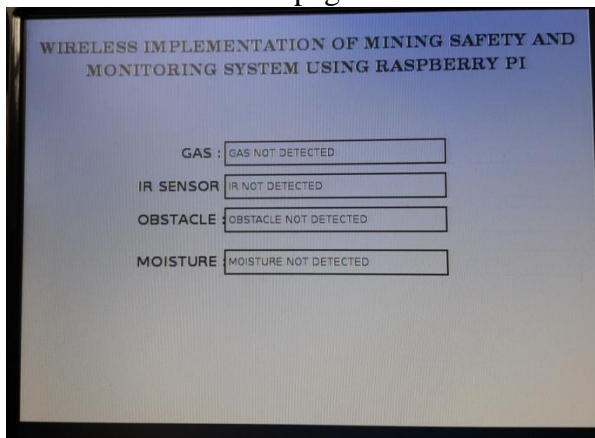 WIRELESS IMPLEMENTATION OF MINING SAFETY AND
MONITORING SYSTEM USING RASPBERRY PI
GAS : GAS NOT DETECTED
IR SENSOR IR NOT DETECTED
OBSTACLE : OBSTACLE NOT DETECTED
MOISTURE : MOISTURE NOT DETECTED